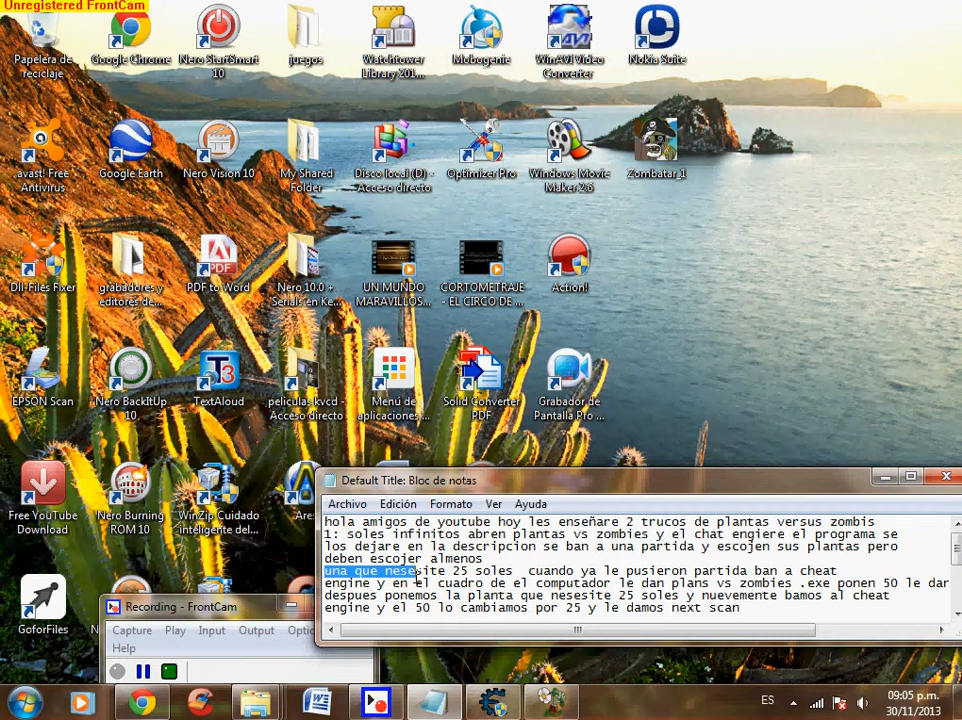 Unregistered FrontCam
Papelera de
reciclaje
Google Chrome
Nero StartSmart
10
juegos
Watchtower
Library 201...
Mobogenie
WinAVI Video
Converter
Nokia Suite
avast! Free
Antivirus
Google Earth
Nero Vision 10
My Shared
Folder
Disco local (D) -
Acceso directo
Optimizer Pro
Windows Movie
Maker 2.6
Zombatar_1
Dll-Files Fixer
grabadores y
editores de...
PDF to Word
Nero 10.0 +
Serials en Ke...
UN MUNDO
MARAVILLOS...
CORTOMETRAJE
- EL CIRCO DE ...
Action!
EPSON Scan
Nero BackItUp
10
TextAloud
peliculas kvcd -
Acceso directo
Menú de
aplicaciones ...
Solid Converter
PDF
Grabador de
Pantalla Pro ...
Free YouTube
Download
Nero Burning
ROM 10
WinZip Cuidado
inteligente del...
Ares
GoforFiles
Default Title: Bloc de notas
Archivo Edición Formato Ver Ayuda
hola amigos de youtube hoy les enseñare 2 trucos de plantas versus zombis
1: soles infinitos abren plantas vs zombies y el chat engiere el programa se
los dejare en la descripcion se ban a una partida y escojen sus plantas pero
deben escojer almenos
una que nesesite 25 soles cuando ya le pusieron partida ban a cheat
engine y en el cuadro de el computador le dan plans vs zombies .exe ponen 50 le dan
despues ponemos la planta que nesesite 25 soles y nuevemente bamos al cheat
engine y el 50 lo cambiamos por 25 y le damos next scan
Recording - FrontCam
Capture Play Input Output Optio
Help
ES
09:05 p.m.
30/11/2013